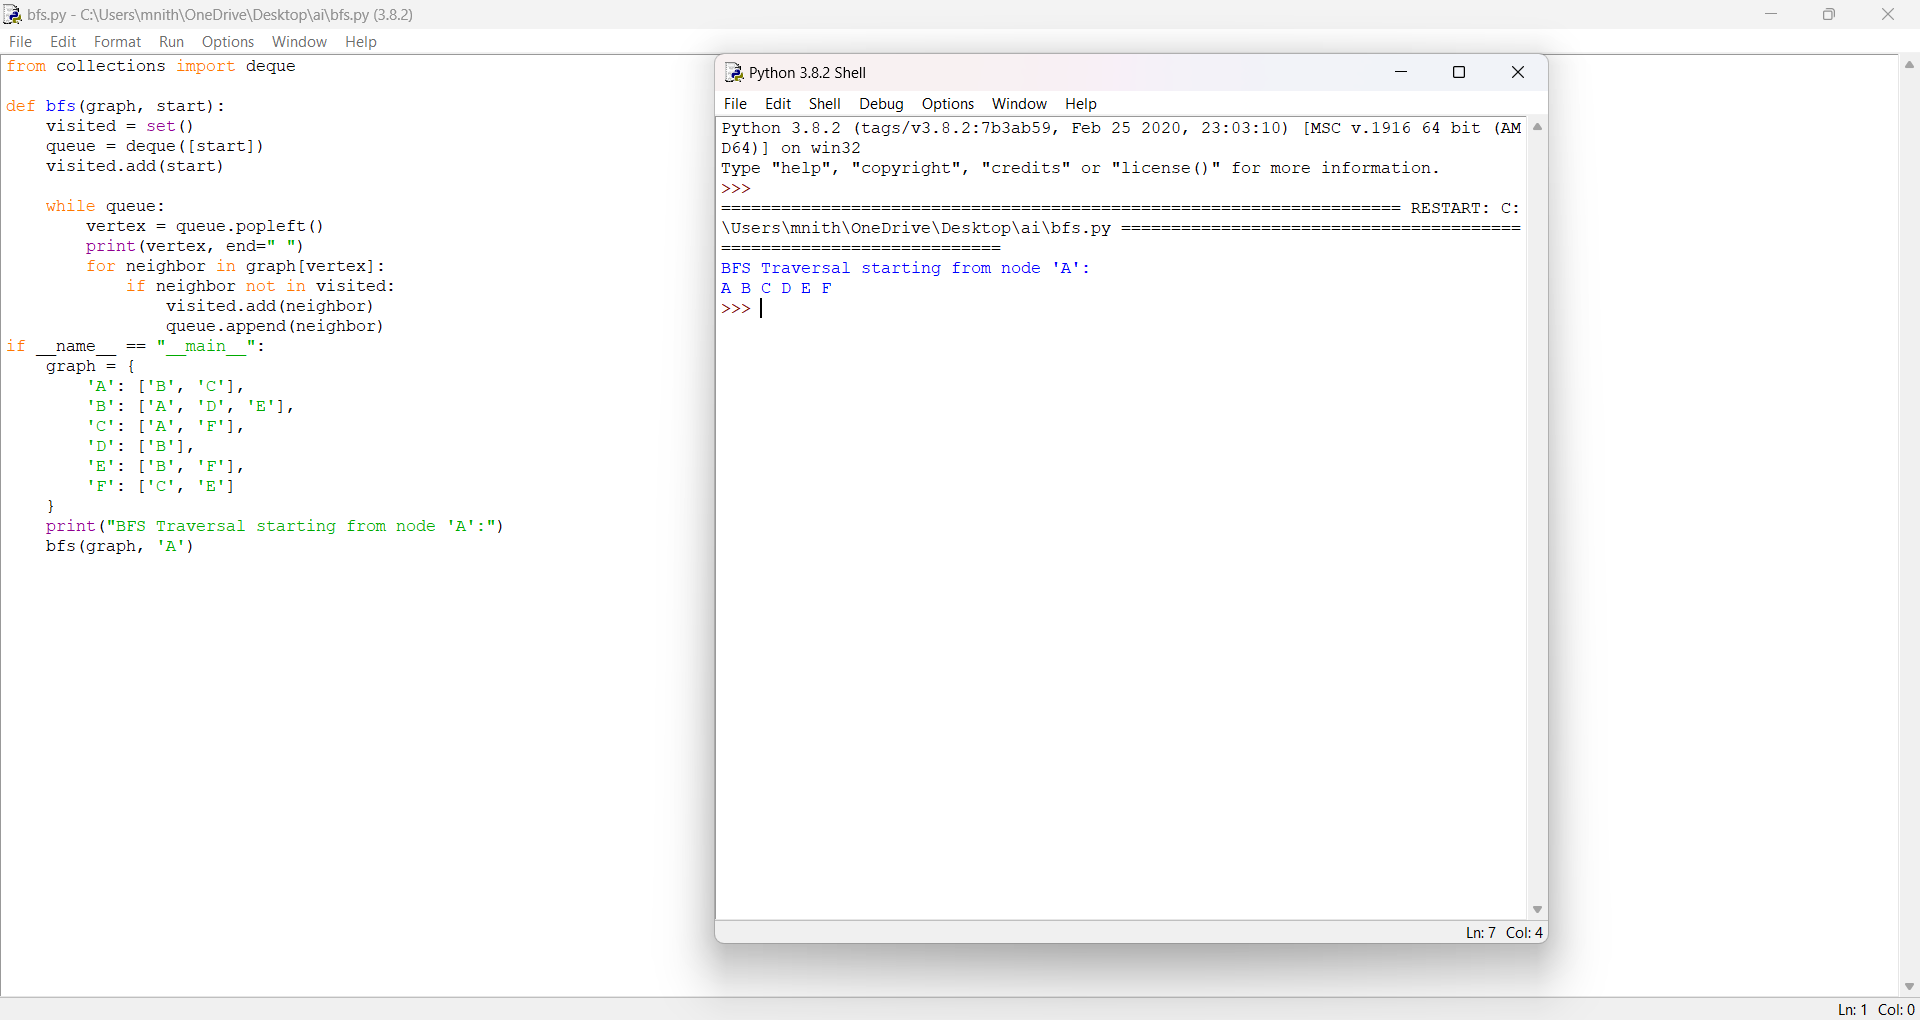 bfs.py - C:\Users\mnith\OneDrive\Desktop\ai\bfs.py (3.8.2)
File Edit Format Run Options Window Help
from collections import deque
def bfs(graph, start):
    visited = set()
    queue = deque([start])
    visited.add(start)
    while queue:
        vertex = queue.popleft()
        print(vertex, end=" ")
        for neighbor in graph[vertex]:
            if neighbor not in visited:
                visited.add(neighbor)
                queue.append(neighbor)
if __name__ == "__main__":
    graph = {
        'A': ['B', 'C'],
        'B': ['A', 'D', 'E'],
        'C': ['A', 'F'],
        'D': ['B'],
        'E': ['B', 'F'],
        'F': ['C', 'E']
    }
    print("BFS Traversal starting from node 'A':")
    bfs(graph, 'A')
Python 3.8.2 Shell
File Edit Shell Debug Options Window Help
Python 3.8.2 (tags/v3.8.2:7b3ab59, Feb 25 2020, 23:03:10) [MSC v.1916 64 bit (AM
D64)] on win32
Type "help", "copyright", "credits" or "license()" for more information.
>>>
==================================================================== RESTART: C:
\Users\mnith\OneDrive\Desktop\ai\bfs.py ========================================
============================
BFS Traversal starting from node 'A':
A B C D E F
>>>
Ln: 7 Col: 4
Ln: 1 Col: 0